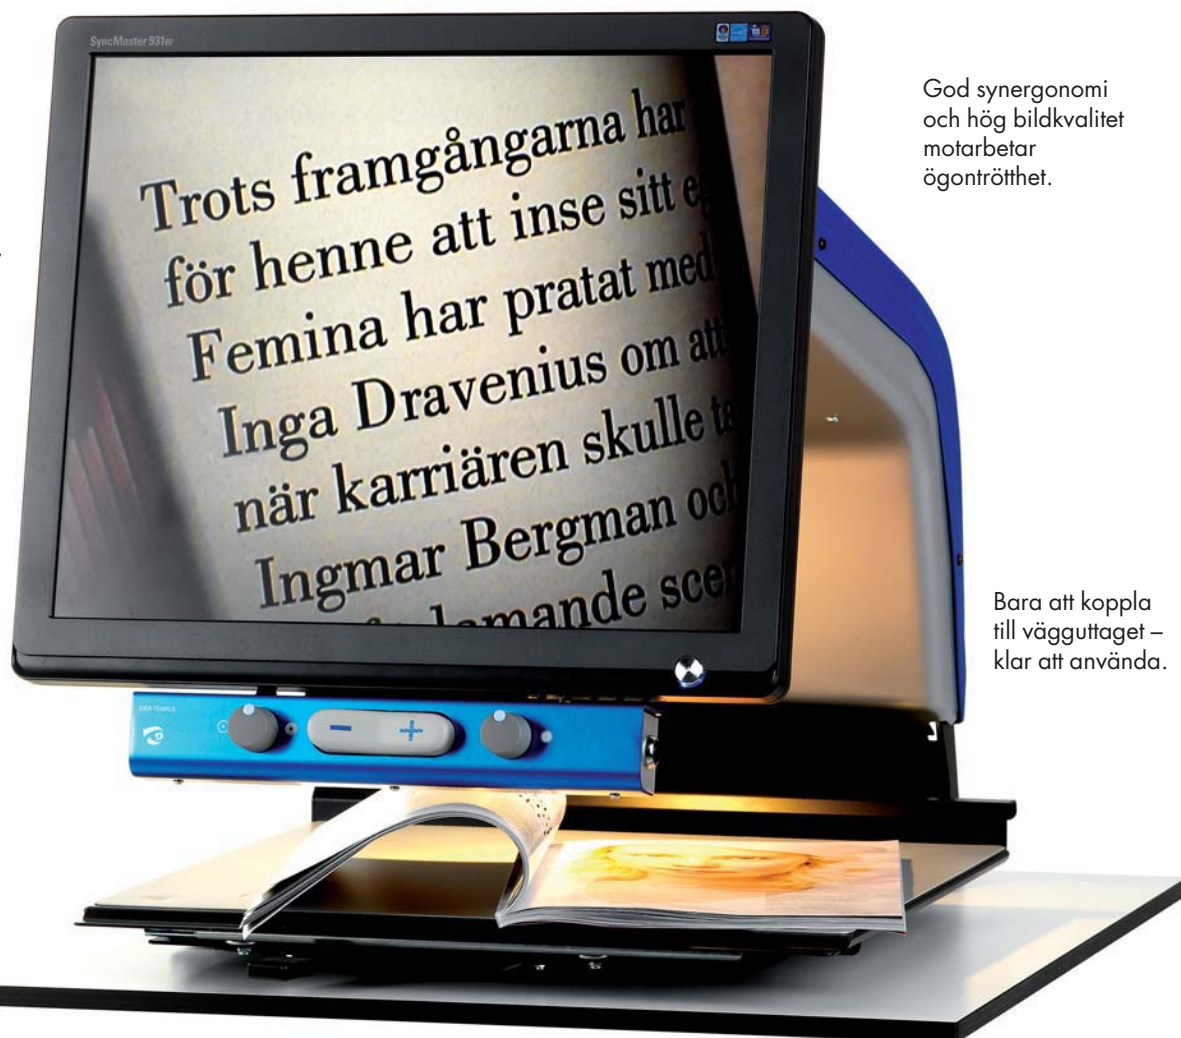 SyncMaster 931BF
Trots framgångarna har
för henne att inse sitt
Femina har pratat med
Inga Dravenius om att
när karriären skulle
Ingmar Bergman och
God synergonomi
och hög bildkvalitet
motarbetar
ögontrötthet.
Bara att koppla
till vägguttaget –
klar att använda.